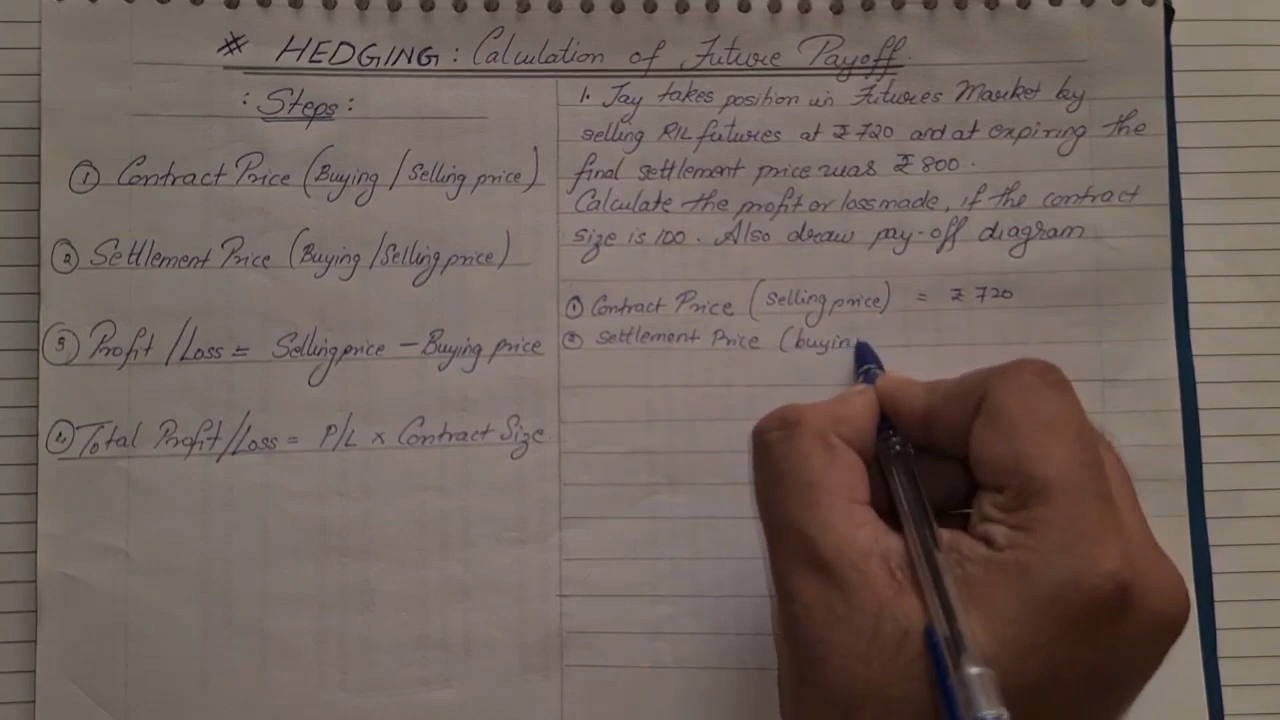 * HEDGING : Calculation of Future Payoff.
: Steps :
① Contract Price (Buying / Selling price)
② Settlement Price (Buying / Selling price)
③ Profit / Loss = Selling price - Buying price
④ Total Profit / Loss = P/L x Contract Size.
1. Jay takes position in Futures Market by
selling RIL futures at ₹ 720 and at expiring the
final settlement price was ₹ 800.
Calculate the profit or loss made, if the contract
size is 100. Also draw pay-off diagram
① Contract Price (Selling price) = ₹ 720
② Settlement Price (buyin